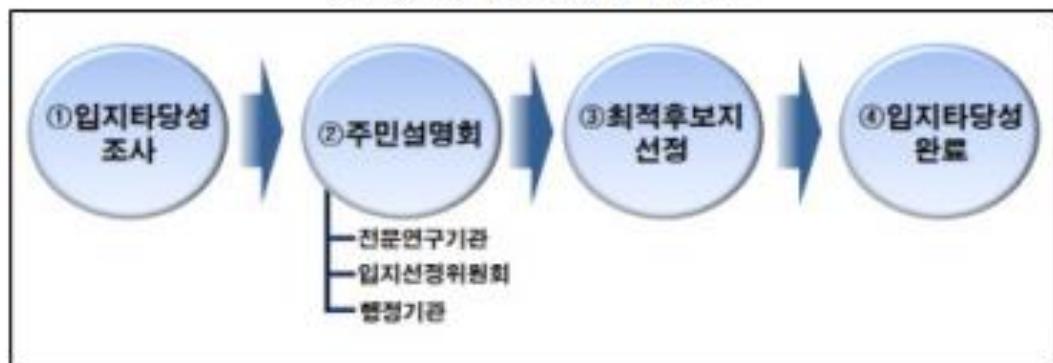 ①입지타당성
조사
②주민설명회
③최적후보지
선정
④입지타당성
완료
전문연구기관
입지선정위원회
행정기관